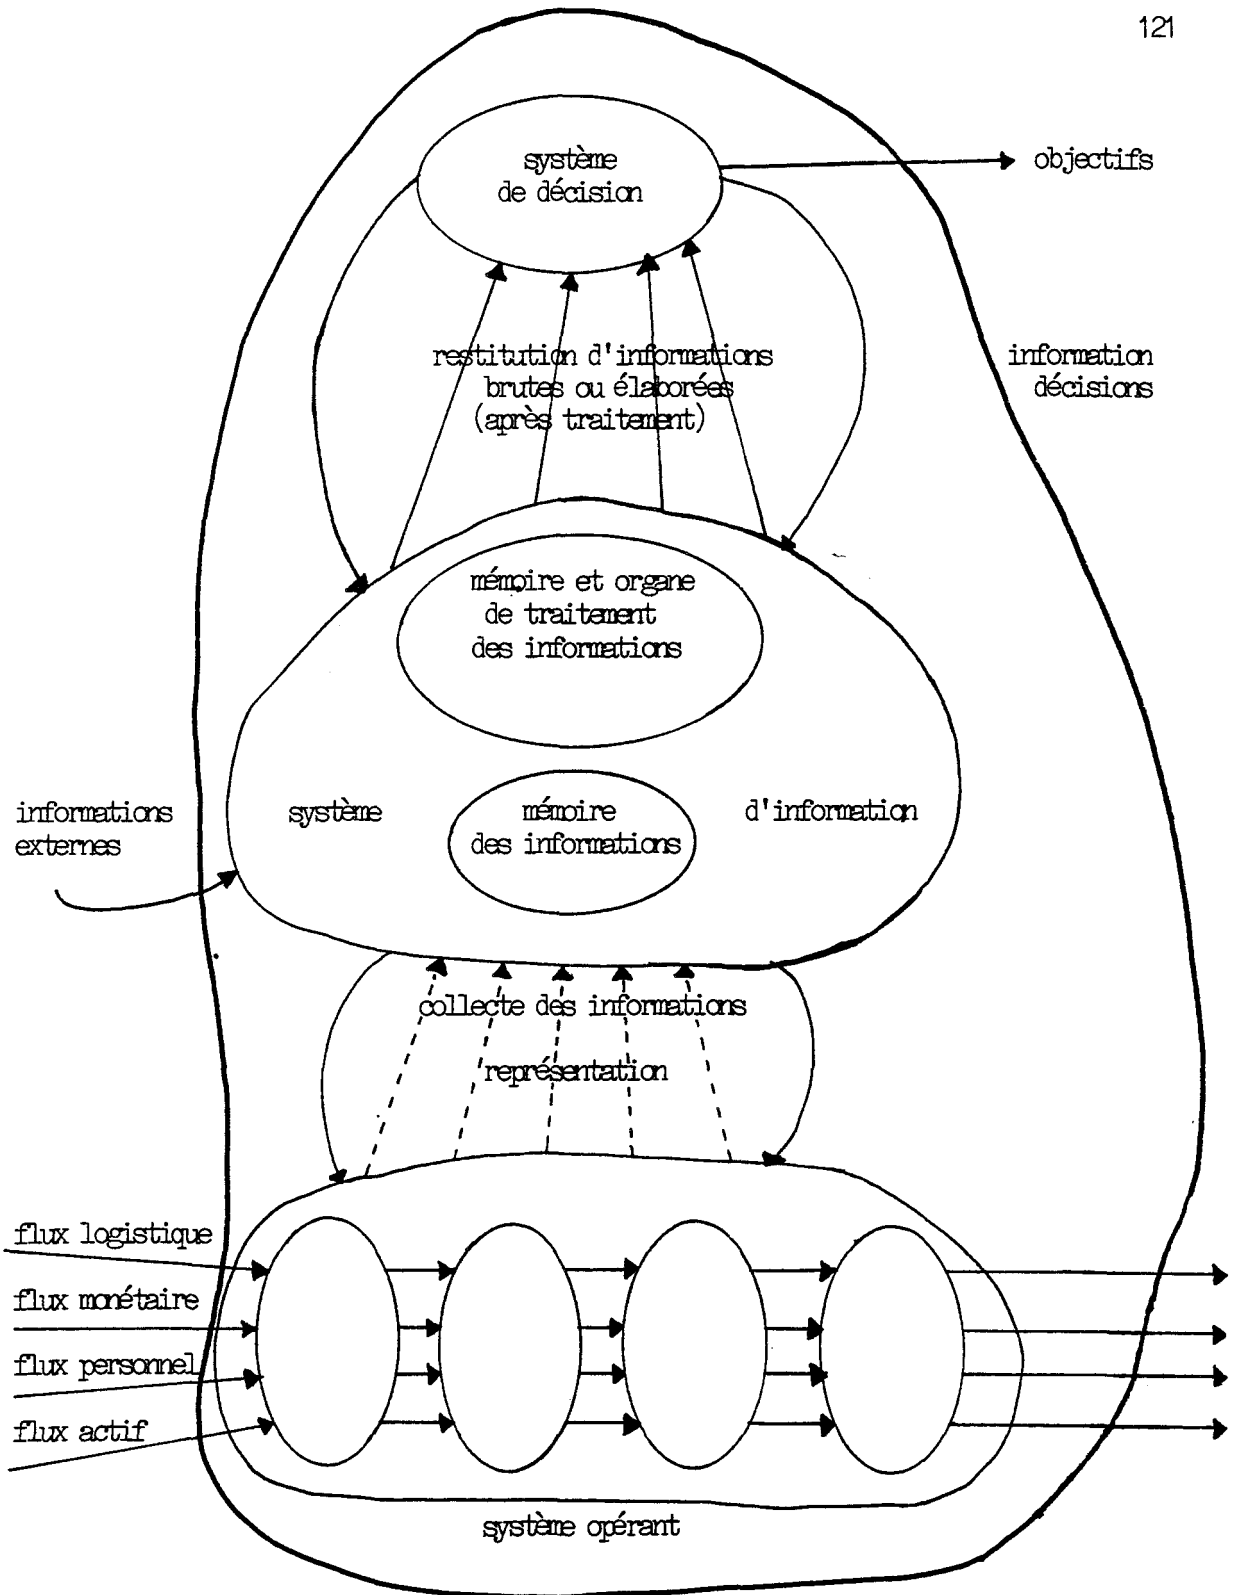 121
système
de décision
objectifs
restitution d'informations
brutes ou élaborées
(après traitement)
information
décisions
mémoire et organe
de traitement
des informations
informations
externes
système
mémoire
des informations
d'information
collecte des informations
représentation
flux logistique
flux monétaire
flux personnel
flux actif
système opérant